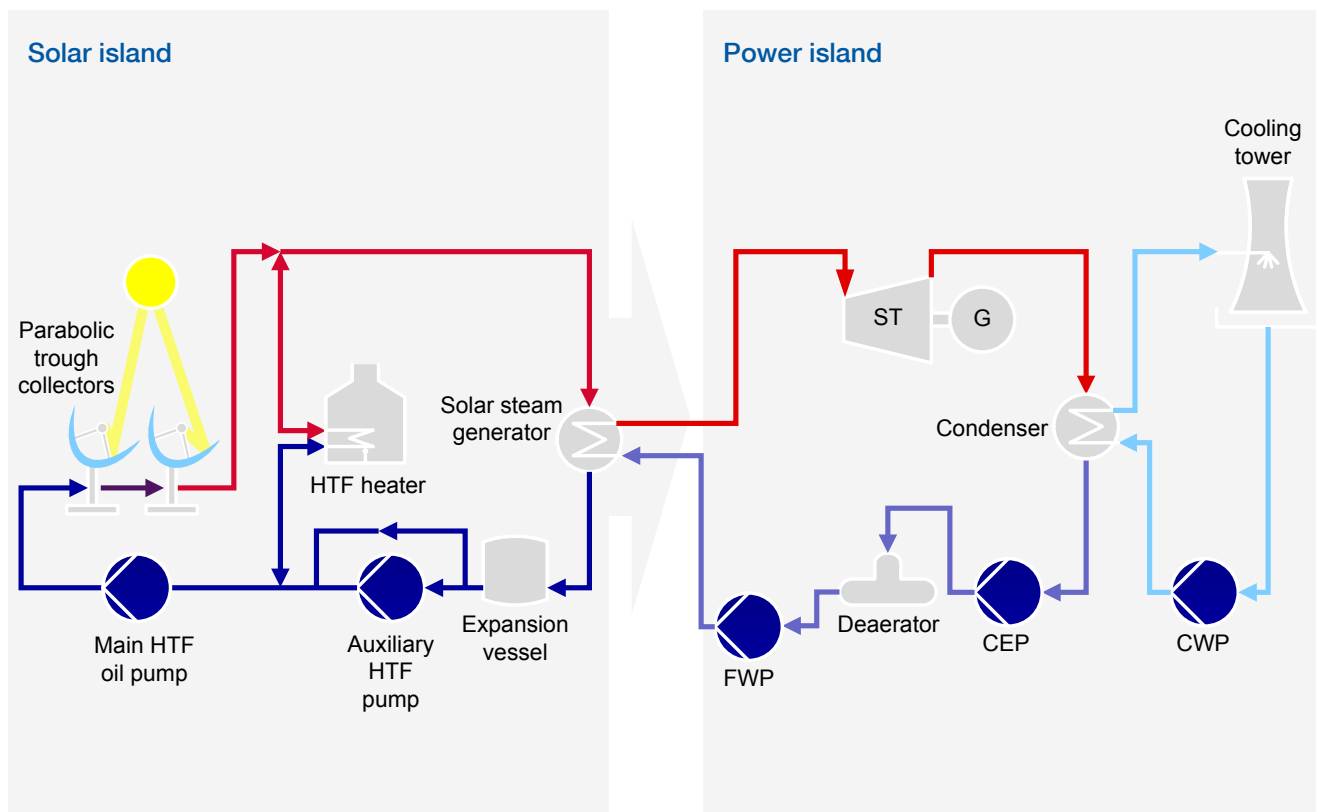 Solar island
Power island
Cooling
tower
Parabolic
trough
collectors
ST
G
Solar steam
generator
Condenser
HTF heater
Main HTF
oil pump
Auxiliary
HTF
pump
Expansion
vessel
FWP
Deaerator
CEP
CWP